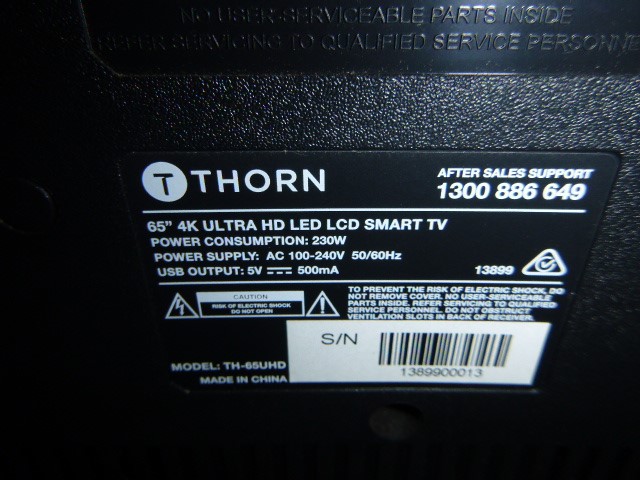 NO USER-SERVICEABLE PARTS INSIDE
REFER SERVICING TO QUALIFIED SERVICE PERSONNE
T THORN
AFTER SALES SUPPORT
1300 886 649
65" 4K ULTRA HD LED LCD SMART TV
POWER CONSUMPTION: 230W
POWER SUPPLY: AC 100-240V 50/60Hz
USB OUTPUT: 5V 500mA
13899
CAUTION
RISK OF ELECTRIC SHOCK
DO NOT OPEN
TO PREVENT THE RISK OF ELECTRIC SHOCK, DO
NOT REMOVE COVER. NO USER-SERVICEABLE
PARTS INSIDE. REFER SERVICING TO QUALIFIED
SERVICE PERSONNEL. DO NOT OBSTRUCT
VENTILATION SLOTS IN BACK OF RECEIVER.
S/N
1389900013
MODEL: TH-65UHD
MADE IN CHINA